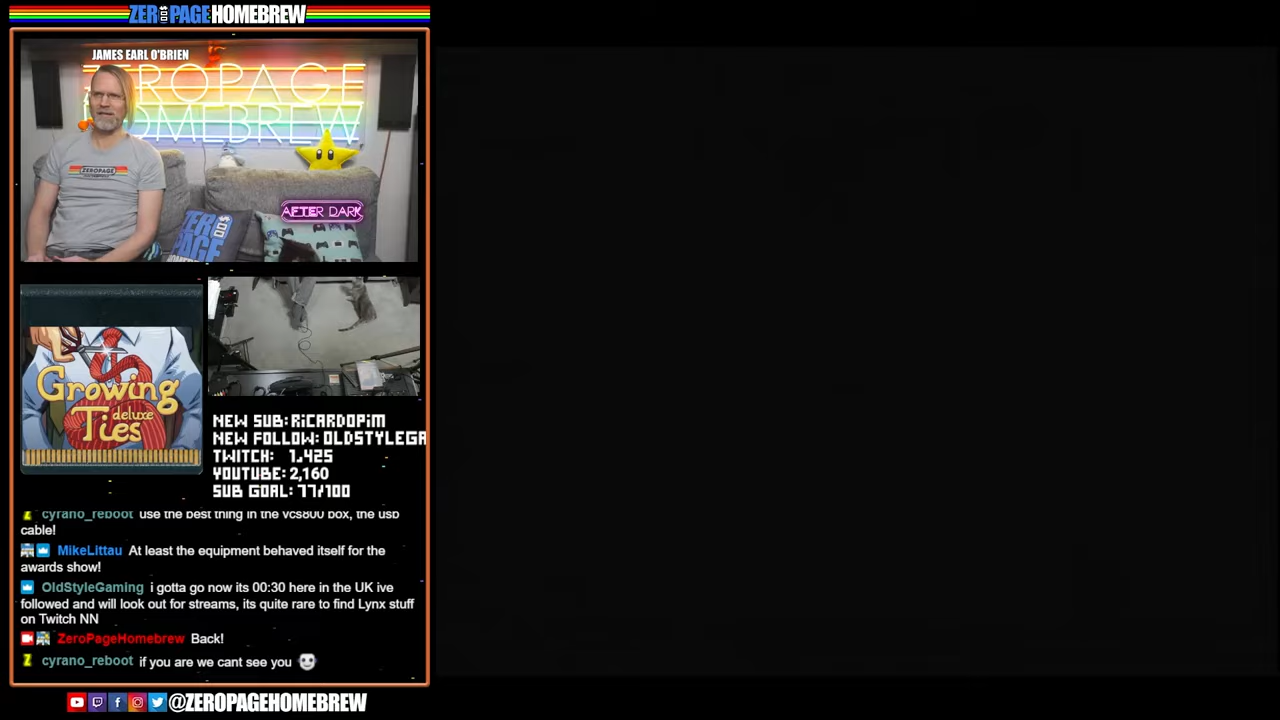 ZEROPAGEHOMEBREW
JAMES EARL O'BRIEN
ZEROPAGE
HOMEBREW
ZEROPAGE
AFTER DARK
ZERO
PAGE
HOMEBREW
Growing
deluxe
Ties
NEW SUB: RICARDOPIM
NEW FOLLOW: OLDSTYLEGA
TWITCH: 1,425
YOUTUBE: 2,160
SUB GOAL: 77/100
cyrano_reboot use the best thing in the vcs800 box, the usb
cable!
MikeLittau At least the equipment behaved itself for the
awards show!
OldStyleGaming i gotta go now its 00:30 here in the UK ive
followed and will look out for streams, its quite rare to find Lynx stuff
on Twitch NN
ZeroPageHomebrew Back!
cyrano_reboot if you are we cant see you
@ZEROPAGEHOMEBREW